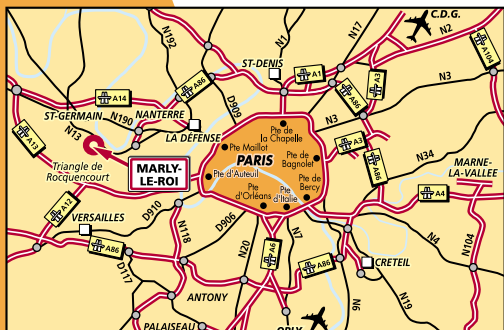 C.D.G.
N192
N1
N17
N2
A104
ST-DENIS
A1
A3
N3
A86
A14
A86
D909
A86
ST-GERMAIN
NANTERRE
N190
N13
LA DÉFENSE
N3
Pte de
la Chapelle
A13
Pte Maillot
PARIS
Pte de
Bagnolet
A3
N34
A86
Triangle de
Rocquencourt
MARLY-
LE-ROI
Pte d'Auteuil
Pte de
Bercy
MARNE-
LA-VALLEE
Pte
d'Orléans
Pte
d'Italie
A4
A12
VERSAILLES
D910
D906
N118
N7
N4
N104
A86
N20
A6
A86
CRETEIL
D117
ANTONY
N6
N19
PALAISEAU
ORLY